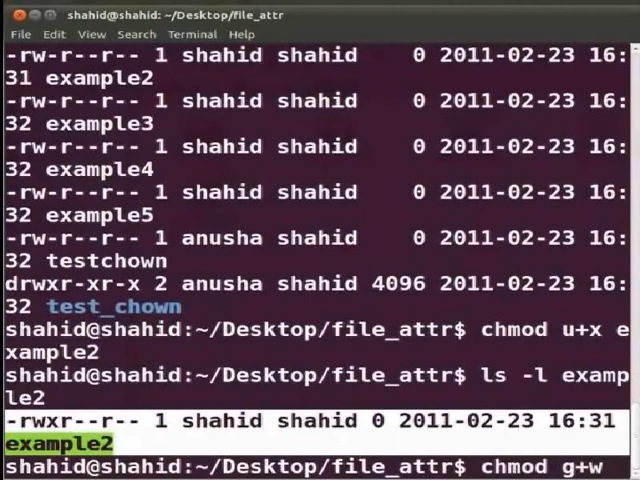 shahid@shahid: ~/Desktop/file_attr
File Edit View Search Terminal Help
-rw-r--r-- 1 shahid shahid 0 2011-02-23 16:
31 example2
-rw-r--r-- 1 shahid shahid 0 2011-02-23 16:
32 example3
-rw-r--r-- 1 shahid shahid 0 2011-02-23 16:
32 example4
-rw-r--r-- 1 shahid shahid 0 2011-02-23 16:
32 example5
-rw-r--r-- 1 anusha shahid 0 2011-02-23 16:
32 testchown
drwxr-xr-x 2 anusha shahid 4096 2011-02-23 16:
32 test_chown
shahid@shahid:~/Desktop/file_attr$ chmod u+x e
xample2
shahid@shahid:~/Desktop/file_attr$ ls -l examp
le2
-rwxr--r-- 1 shahid shahid 0 2011-02-23 16:31
example2
shahid@shahid:~/Desktop/file_attr$ chmod g+w